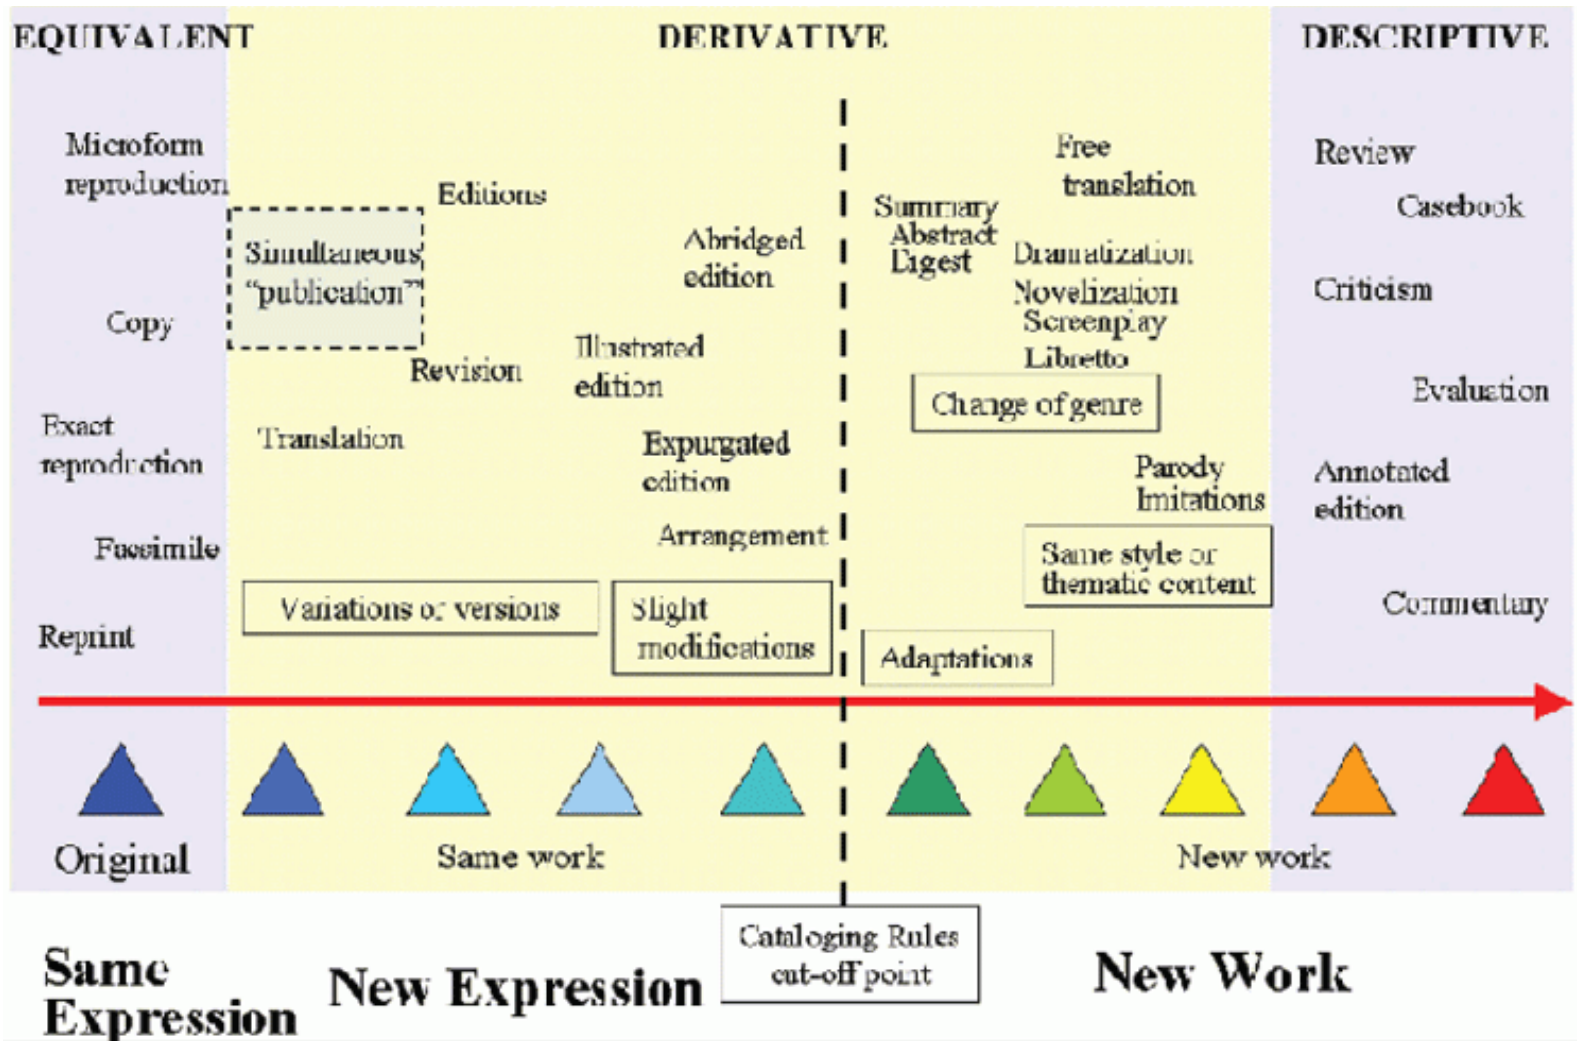 EQUIVALENT
DERIVATIVE
DESCRIPTIVE
Microform
reproduction
Copy
Exact
reproduction
Facsimile
Reprint
Simultaneous
“publication”
Editions
Revision
Translation
Illustrated
edition
Abridged
edition
Expurgated
edition
Arrangement
Variations or versions
Slight
modifications
Summary
Abstract
Digest
Free
translation
Dramatization
Novelization
Screenplay
Libretto
Change of genre
Parody
Imitations
Same style or
thematic content
Adaptations
Review
Casebook
Criticism
Evaluation
Annotated
edition
Commentary
Original
Same work
New work
Same
Expression
New Expression
Cataloging Rules
cut-off point
New Work